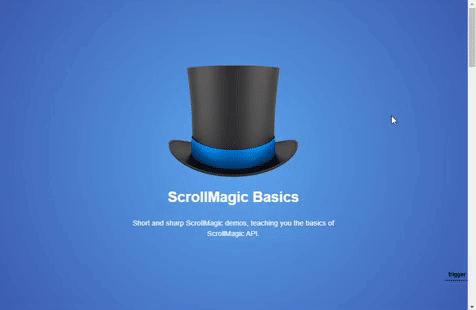 ScrollMagic Basics
Short and sharp ScrollMagic demos, teaching you the basics of
ScrollMagic API.
trigger